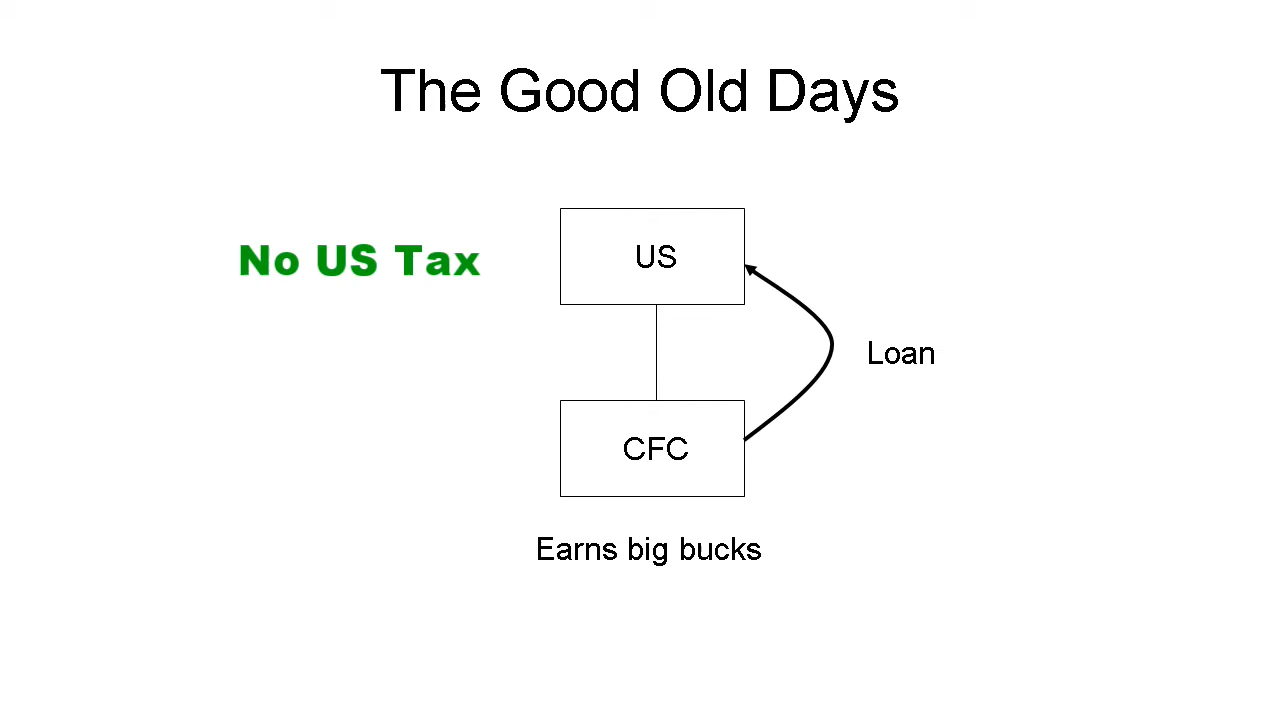 The Good Old Days
No US Tax
US
Loan
CFC
Earns big bucks